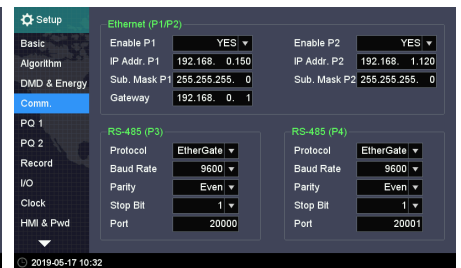 Setup
Basic
Algorithm
DMD & Energy
Comm.
PQ 1
PQ 2
Record
I/O
Clock
HMI & Pwd
2019-05-17 10:32
Ethernet (P1/P2)
Enable P1 YES Enable P2 YES
IP Addr. P1 192.168. 0.150 IP Addr. P2 192.168. 1.120
Sub. Mask P1 255.255.255. 0 Sub. Mask P2 255.255.255. 0
Gateway 192.168. 0. 1
RS-485 (P3)
Protocol EtherGate
Baud Rate 9600
Parity Even
Stop Bit 1
Port 20000
RS-485 (P4)
Protocol EtherGate
Baud Rate 9600
Parity Even
Stop Bit 1
Port 20001